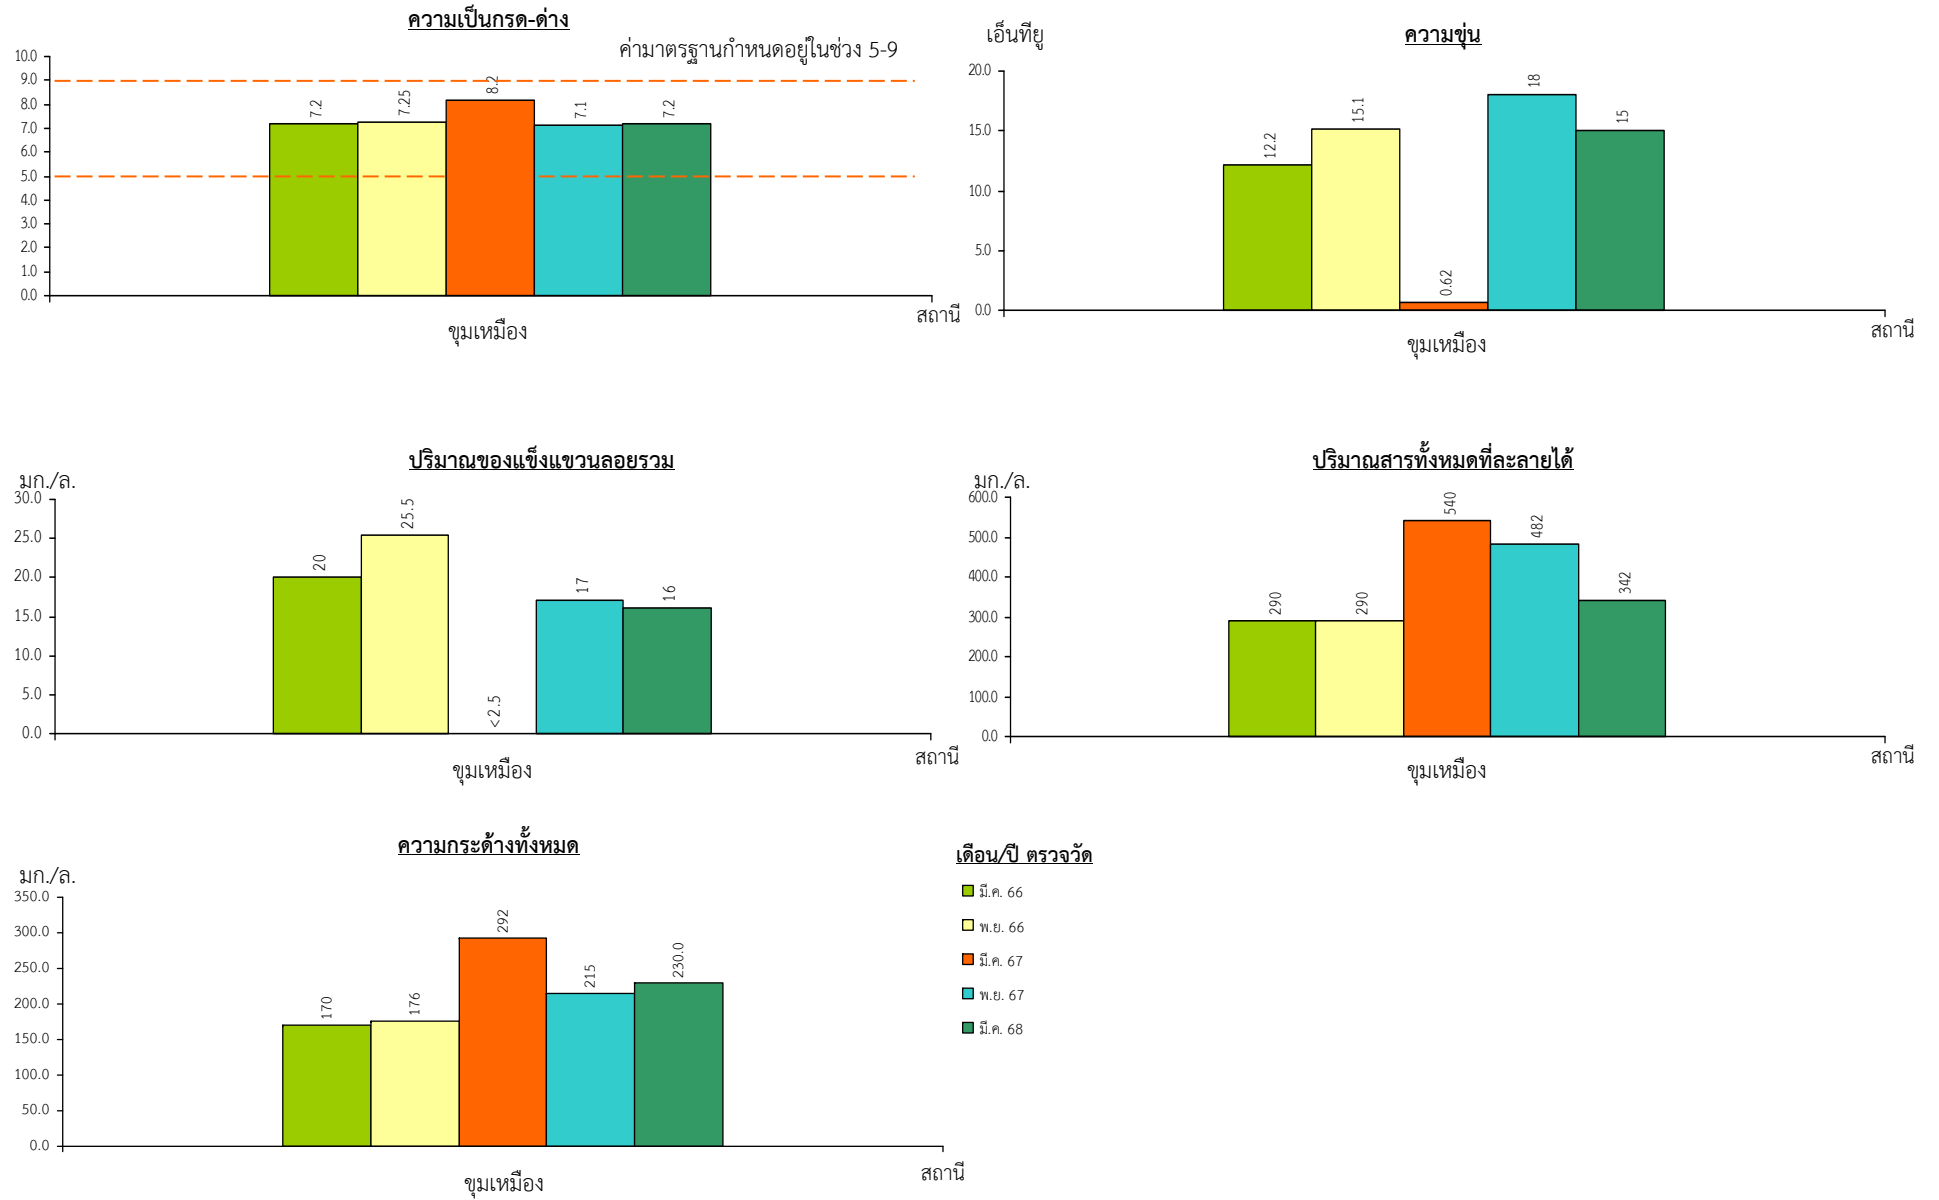 ความเป็นกรด-ด่าง
ค่ามาตรฐานกำหนดอยู่ในช่วง 5-9
10.0
9.0
8.0
7.0
6.0
5.0
4.0
3.0
2.0
1.0
0.0
7.2
7.25
8.2
7.1
7.2
สถานี
ขุมเหมือง
ความขุ่น
เอ็นทียู
20.0
15.0
10.0
5.0
0.0
12.2
15.1
0.62
18
15
สถานี
ขุมเหมือง
ปริมาณของแข็งแขวนลอยรวม
มก./ล.
30.0
25.0
20.0
15.0
10.0
5.0
0.0
20
25.5
<2.5
17
16
สถานี
ขุมเหมือง
ปริมาณสารทั้งหมดที่ละลายได้
มก./ล.
600.0
500.0
400.0
300.0
200.0
100.0
0.0
290
290
540
482
342
สถานี
ขุมเหมือง
ความกระด้างทั้งหมด
มก./ล.
350.0
300.0
250.0
200.0
150.0
100.0
50.0
0.0
170
176
292
215
230.0
สถานี
ขุมเหมือง
เดือน/ปี ตรวจวัด
มี.ค. 66
พ.ย. 66
มี.ค. 67
พ.ย. 67
มี.ค. 68